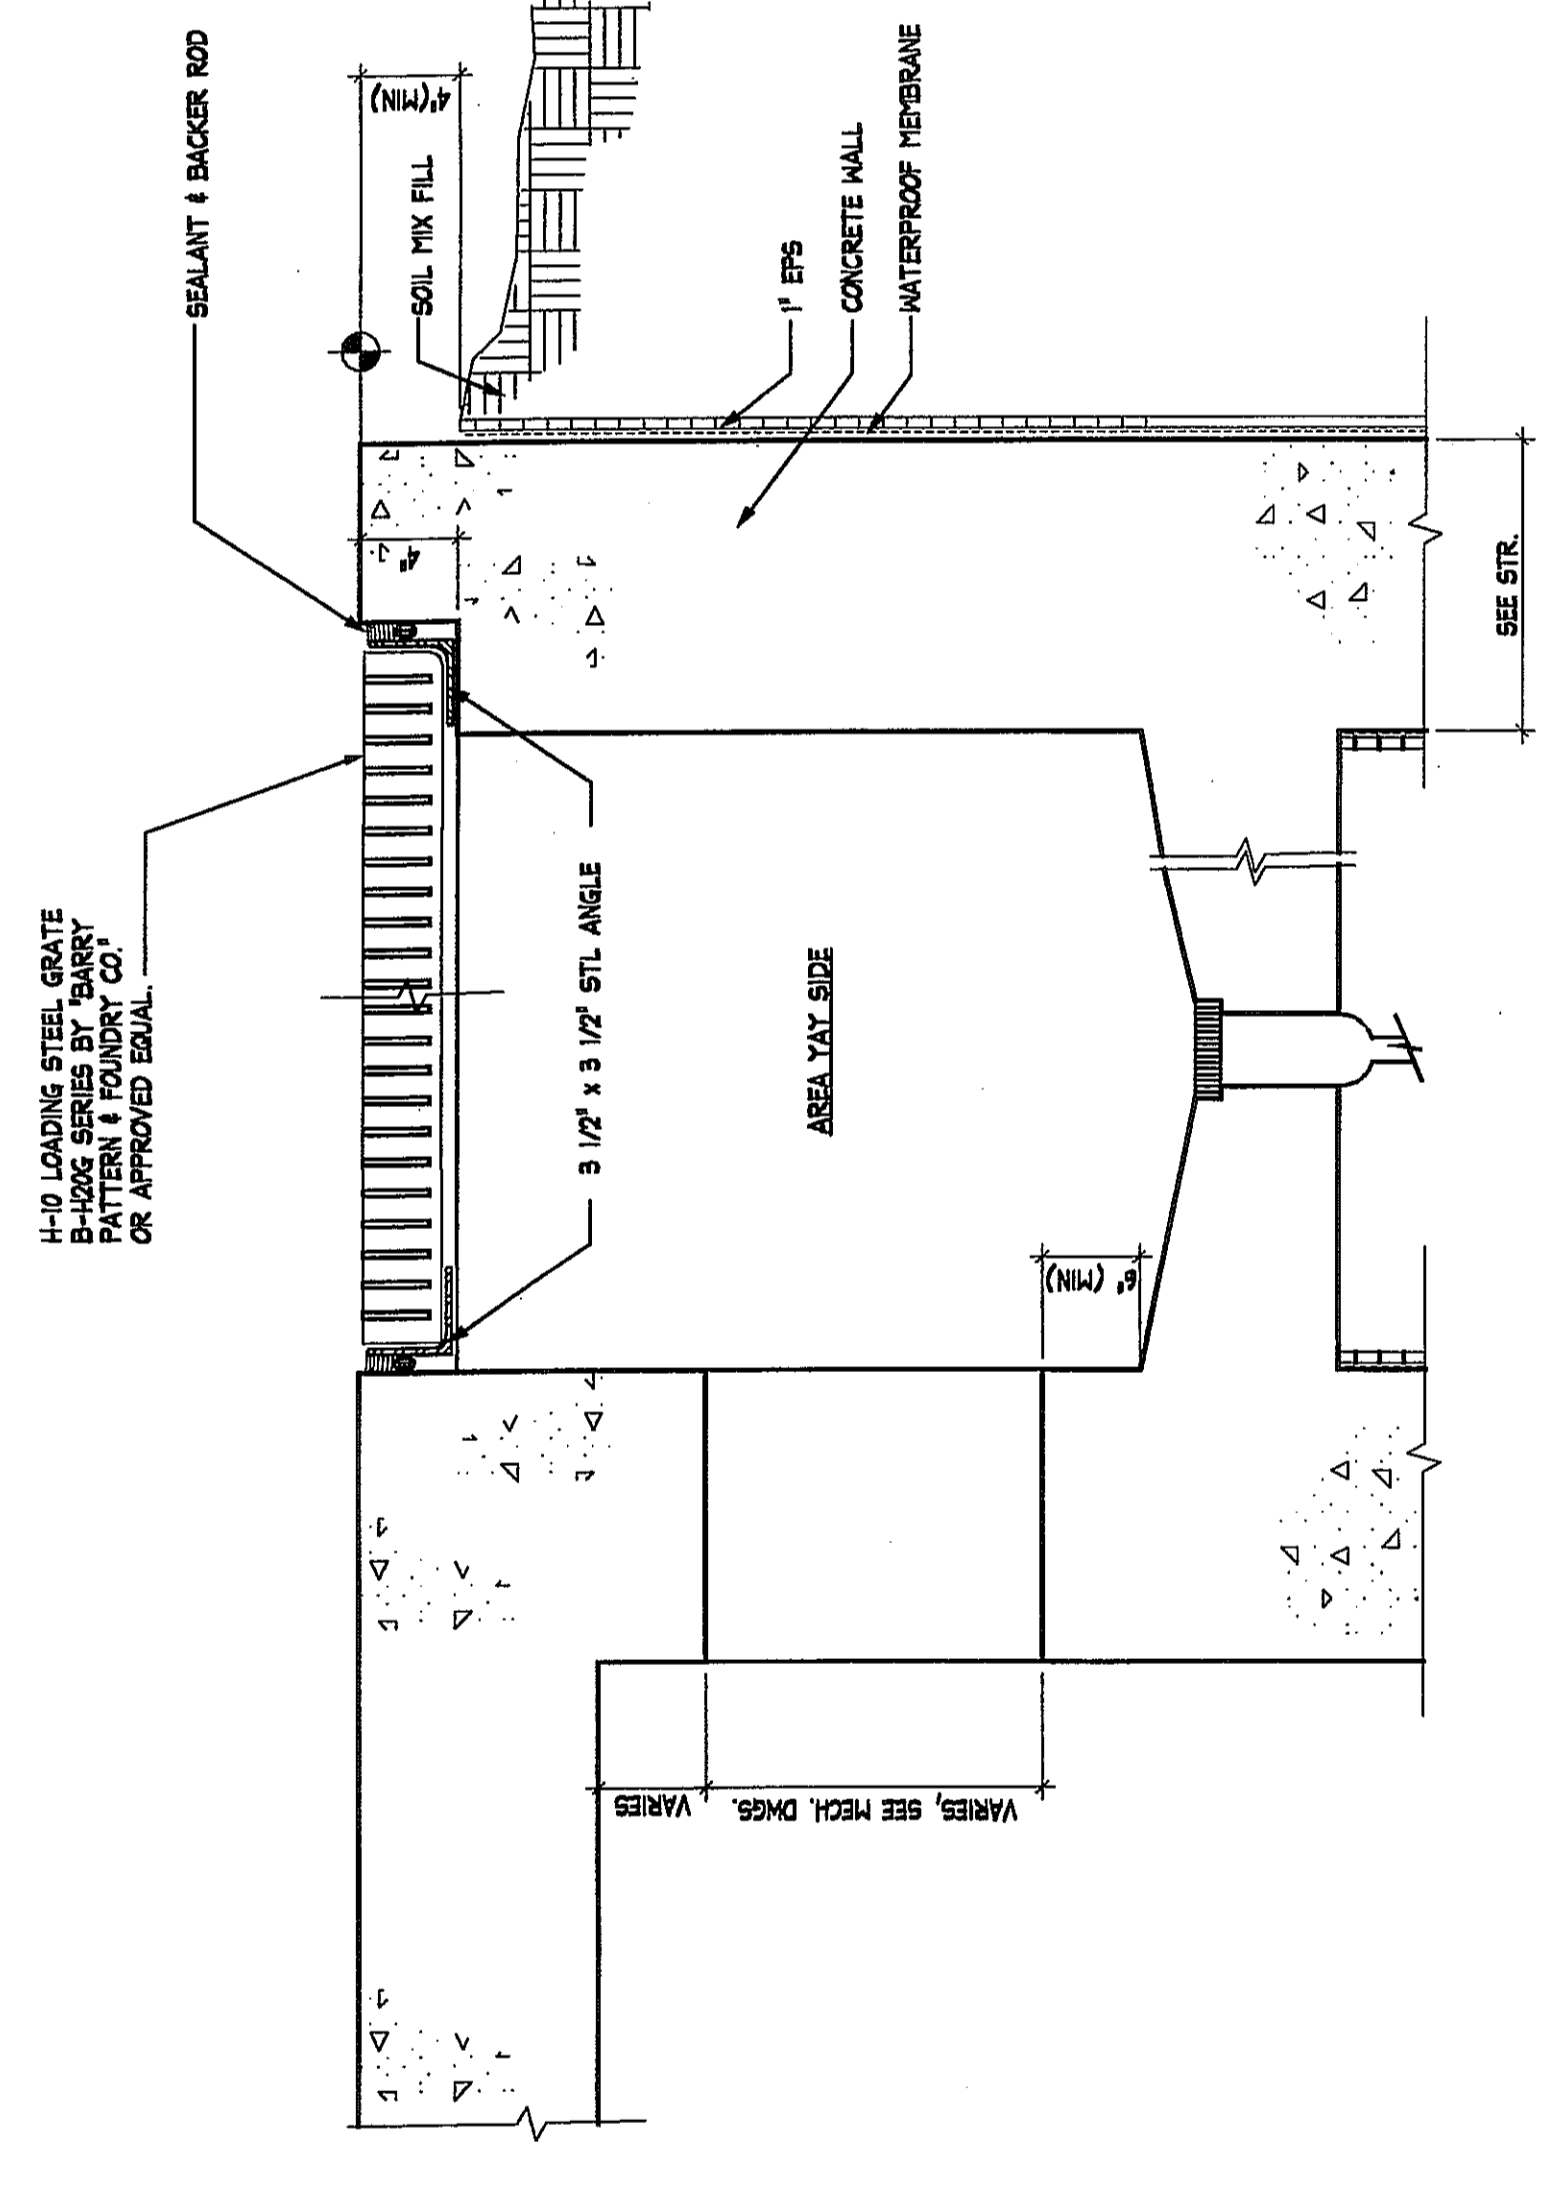 H-10 LOADING STEEL GRATE
B-H20G SERIES BY "BARRY
PATTERN & FOUNDRY CO."
OR APPROVED EQUAL.
SEALANT & BACKER ROD
4"(MIN)
SOIL MIX FILL
4"
3 1/2" X 3 1/2" STL ANGLE
1" EPS
CONCRETE WALL
WATERPROOF MEMBRANE
AREA YAY SIDE
VARIES
VARIES, SEE MECH. DWGS.
6" (MIN)
SEE STR.